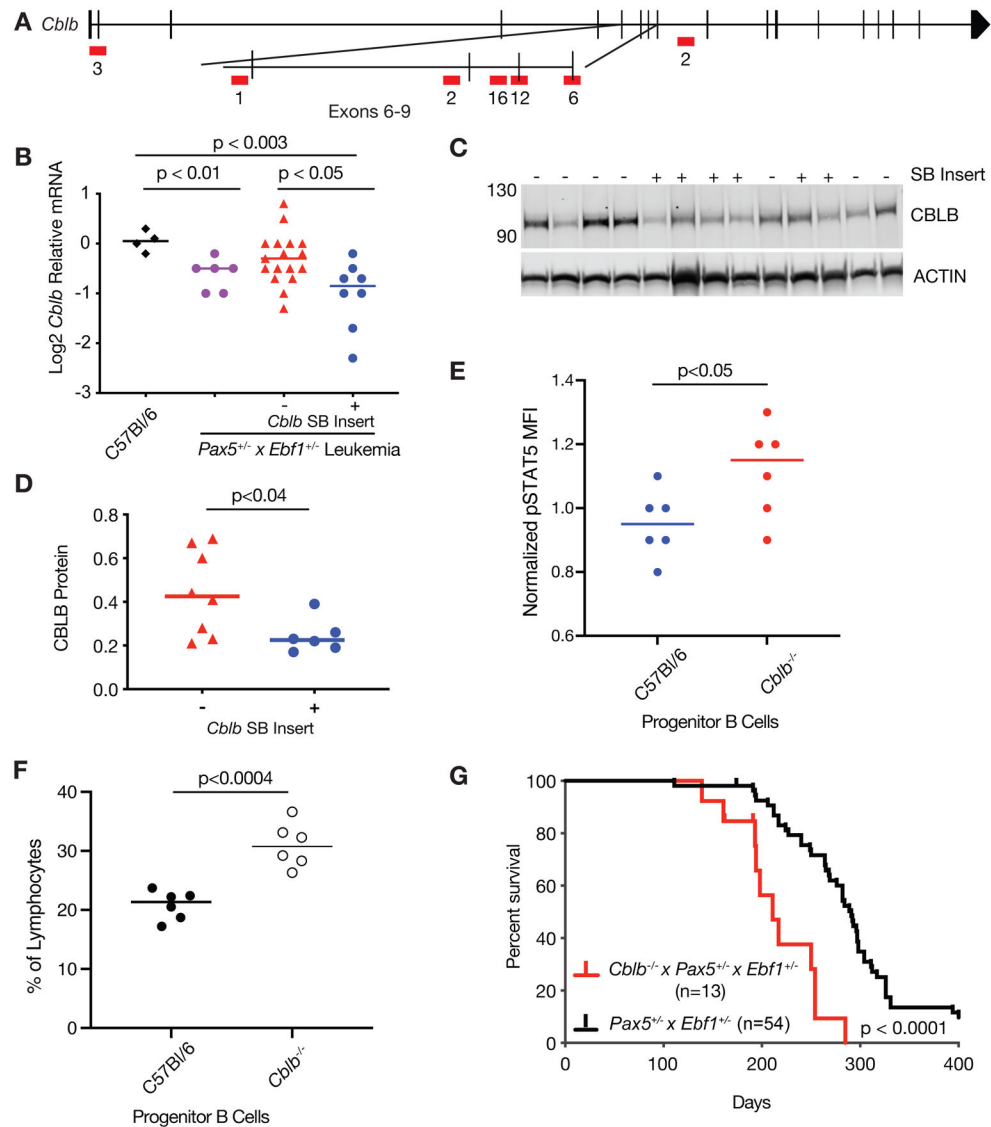 A
Cblb
3
2
1
2
16
12
6
Exons 6-9
B
p < 0.003
p < 0.01
p < 0.05
Log2 Cblb Relative mRNA
1
0
-1
-2
-3
C57Bl/6
-
-
+
Cblb SB Insert
Pax5+/- x Ebf1+/- Leukemia
C
- - - - + + + + - + + - - SB Insert
130
90
CBLB
ACTIN
D
p<0.04
CBLB Protein
0.8
0.6
0.4
0.2
0.0
- +
Cblb SB Insert
E
p<0.05
Normalized pSTAT5 MFI
1.4
1.2
1.0
0.8
0.6
C57Bl/6
Cblb-/-
Progenitor B Cells
F
p<0.0004
% of Lymphocytes
40
30
20
10
0
C57Bl/6
Cblb-/-
Progenitor B Cells
G
Percent survival
100
80
60
40
20
0
Cblb-/- x Pax5+/- x Ebf1+/-
(n=13)
Pax5+/- x Ebf1+/- (n=54)
p < 0.0001
0 100 200 300 400
Days